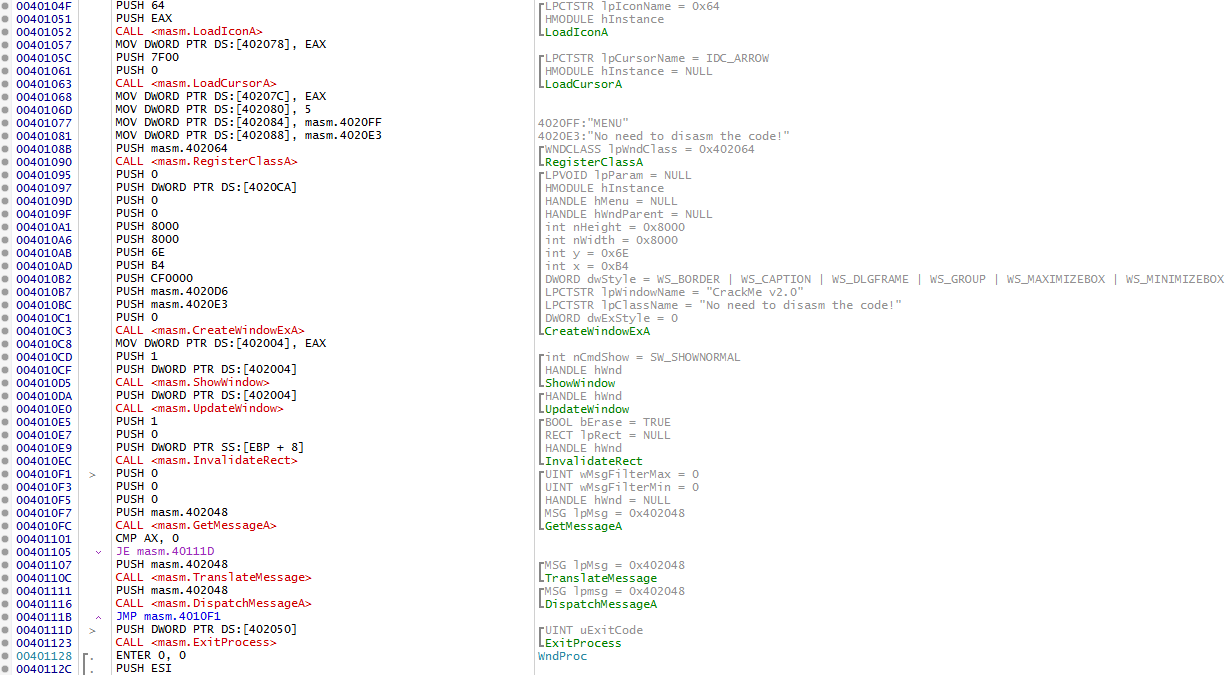 0040104F PUSH 64 LPCTSTR lpIconName = 0x64
00401051 PUSH EAX HMODULE hInstance
00401052 CALL <masm.LoadIconA> LoadIconA
00401057 MOV DWORD PTR DS:[402078], EAX
0040105C PUSH 7F00 LPCTSTR lpCursorName = IDC_ARROW
00401061 PUSH 0 HMODULE hInstance = NULL
00401063 CALL <masm.LoadCursorA> LoadCursorA
00401068 MOV DWORD PTR DS:[40207C], EAX
0040106D MOV DWORD PTR DS:[402080], 5
00401077 MOV DWORD PTR DS:[402084], masm.4020FF 4020FF:"MENU"
00401081 MOV DWORD PTR DS:[402088], masm.4020E3 4020E3:"No need to disasm the code!"
0040108B PUSH masm.402064 WNDCLASS lpWndClass = 0x402064
00401090 CALL <masm.RegisterClassA> RegisterClassA
00401095 PUSH 0 LPVOID lpParam = NULL
00401097 PUSH DWORD PTR DS:[4020CA] HMODULE hInstance
0040109D PUSH 0 HANDLE hMenu = NULL
0040109F PUSH 0 HANDLE hWndParent = NULL
004010A1 PUSH 8000 int nHeight = 0x8000
004010A6 PUSH 8000 int nWidth = 0x8000
004010AB PUSH 6E int y = 0x6E
004010AD PUSH B4 int x = 0xB4
004010B2 PUSH CF0000 DWORD dwStyle = WS_BORDER | WS_CAPTION | WS_DLGFRAME | WS_GROUP | WS_MAXIMIZEBOX | WS_MINIMIZEBOX
004010B7 PUSH masm.4020D6 LPCTSTR lpWindowName = "CrackMe v2.0"
004010BC PUSH masm.4020E3 LPCTSTR lpClassName = "No need to disasm the code!"
004010C1 PUSH 0 DWORD dwExStyle = 0
004010C3 CALL <masm.CreateWindowExA> CreateWindowExA
004010C8 MOV DWORD PTR DS:[402004], EAX
004010CD PUSH 1 int nCmdShow = SW_SHOWNORMAL
004010CF PUSH DWORD PTR DS:[402004] HANDLE hWnd
004010D5 CALL <masm.ShowWindow> ShowWindow
004010DA PUSH DWORD PTR DS:[402004] HANDLE hWnd
004010E0 CALL <masm.UpdateWindow> UpdateWindow
004010E5 PUSH 1 BOOL bErase = TRUE
004010E7 PUSH 0 RECT lpRect = NULL
004010E9 PUSH DWORD PTR SS:[EBP + 8] HANDLE hWnd
004010EC CALL <masm.InvalidateRect> InvalidateRect
004010F1 > PUSH 0 UINT wMsgFilterMax = 0
004010F3 PUSH 0 UINT wMsgFilterMin = 0
004010F5 PUSH 0 HANDLE hWnd = NULL
004010F7 PUSH masm.402048 MSG lpMsg = 0x402048
004010FC CALL <masm.GetMessageA> GetMessageA
00401101 CMP AX, 0
00401105 JE masm.40111D
00401107 PUSH masm.402048 MSG lpMsg = 0x402048
0040110C CALL <masm.TranslateMessage> TranslateMessage
00401111 PUSH masm.402048 MSG lpmsg = 0x402048
00401116 CALL <masm.DispatchMessageA> DispatchMessageA
0040111B JMP masm.4010F1
0040111D > PUSH DWORD PTR DS:[402050] UINT uExitCode
00401123 CALL <masm.ExitProcess> ExitProcess
00401128 ENTER 0, 0 WndProc
0040112C PUSH ESI